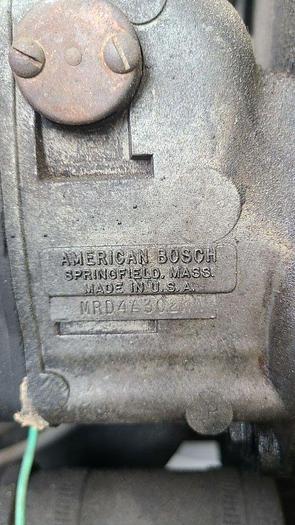 AMERICAN BOSCH
SPRINGFIELD, MASS.
MADE IN U.S.A.
MRD4A302